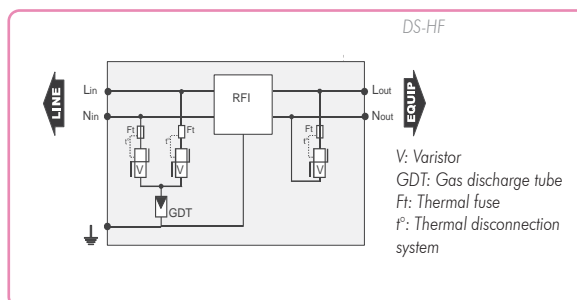 DS-HF
LINE
Lin
Nin
RFI
Lout
Nout
EQUIP
Ft
t°
V
Ft
t°
V
Ft
t°
V
GDT
V: Varistor
GDT: Gas discharge tube
Ft: Thermal fuse
t°: Thermal disconnection
system